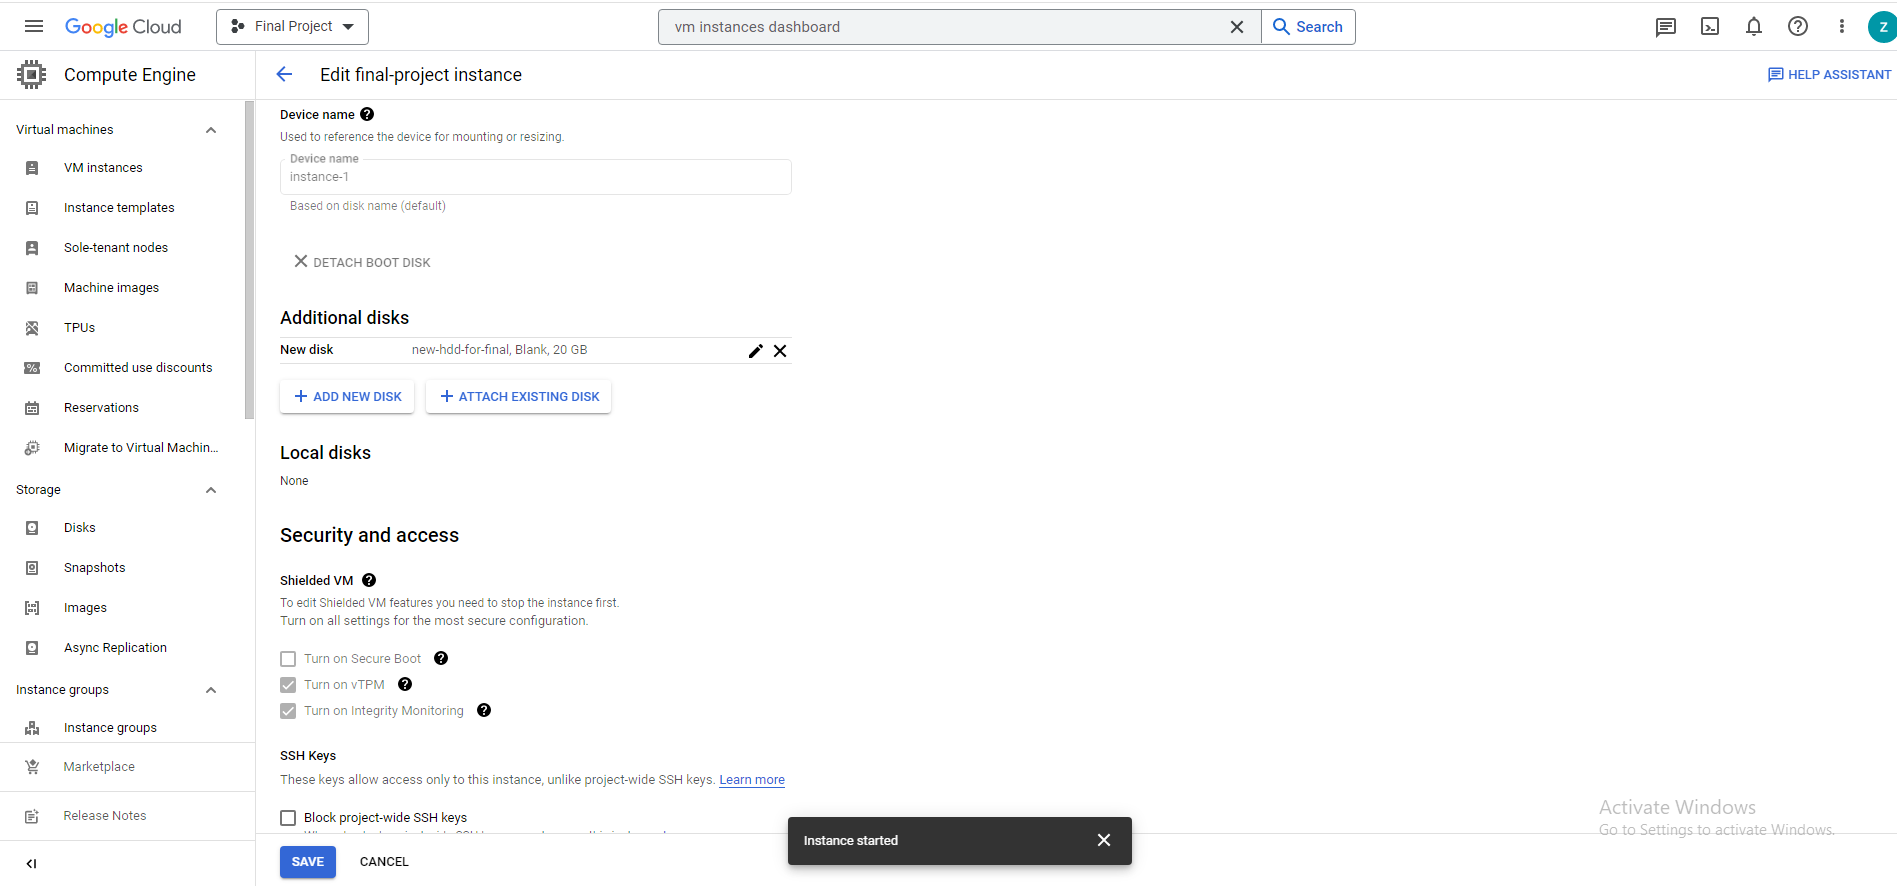 Google Cloud
Final Project
vm instances dashboard
Search
Z
Compute Engine
Edit final-project instance
HELP ASSISTANT
Virtual machines
VM instances
Instance templates
Sole-tenant nodes
Machine images
TPUs
Committed use discounts
Reservations
Migrate to Virtual Machin...
Storage
Disks
Snapshots
Images
Async Replication
Instance groups
Instance groups
Marketplace
Release Notes
Device name
Used to reference the device for mounting or resizing.
Device name
instance-1
Based on disk name (default)
DETACH BOOT DISK
Additional disks
New disk new-hdd-for-final, Blank, 20 GB
ADD NEW DISK ATTACH EXISTING DISK
Local disks
None
Security and access
Shielded VM
To edit Shielded VM features you need to stop the instance first.
Turn on all settings for the most secure configuration.
Turn on Secure Boot
Turn on vTPM
Turn on Integrity Monitoring
SSH Keys
These keys allow access only to this instance, unlike project-wide SSH keys. Learn more
Block project-wide SSH keys
SAVE CANCEL
Instance started
Activate Windows
Go to Settings to activate Windows.